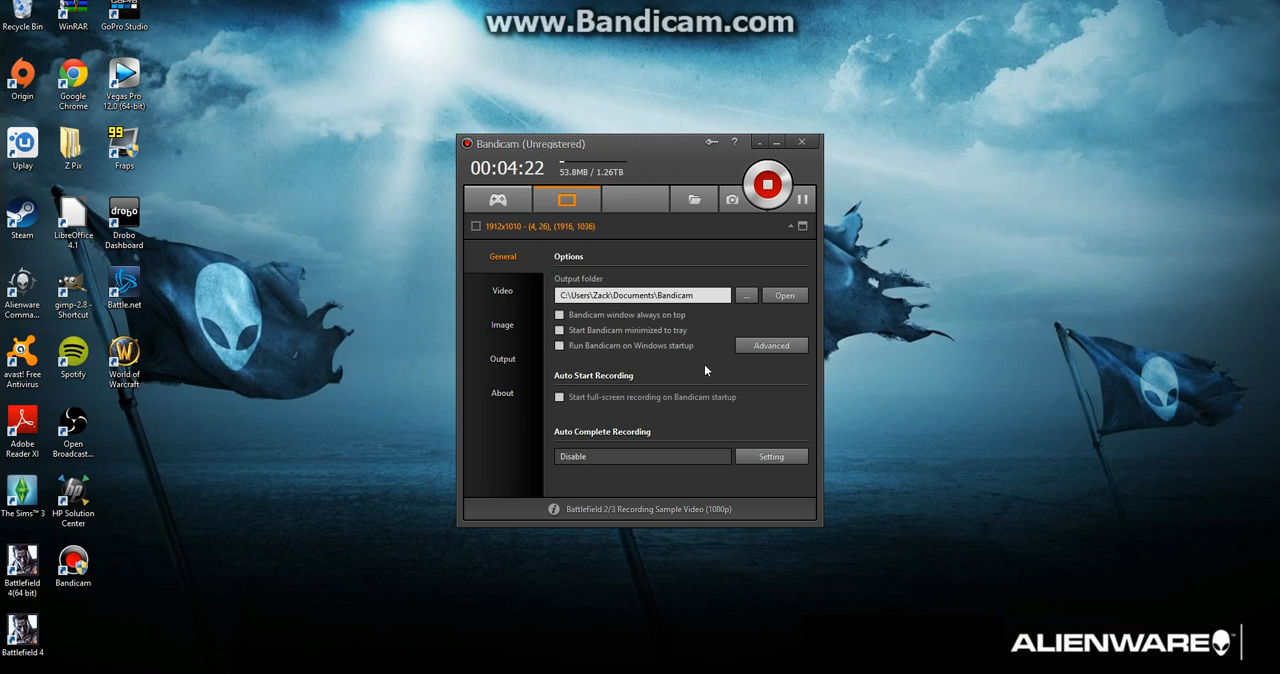 www.Bandicam.com
Recycle Bin
WinRAR
GoPro Studio
Origin
Google
Chrome
Vegas Pro
12.0 (64-bit)
Uplay
Z Pix
99
Fraps
Steam
LibreOffice
4.1
drobo
Drobo
Dashboard
Alienware
Comma...
gimp-2.8 -
Shortcut
Battle.net
avast! Free
Antivirus
Spotify
World of
Warcraft
Adobe
Reader XI
Open
Broadcast...
The Sims™ 3
HP Solution
Center
Battlefield
4(64 bit)
Bandicam
Battlefield 4
Bandicam (Unregistered)
?
00:04:22
53.8MB / 1.26TB
1912x1010 - (4, 26), (1916, 1036)
General
Video
Image
Output
About
Options
Output folder
C:\Users\Zack\Documents\Bandicam
...
Open
Bandicam window always on top
Start Bandicam minimized to tray
Run Bandicam on Windows startup
Advanced
Auto Start Recording
Start full-screen recording on Bandicam startup
Auto Complete Recording
Disable
Setting
Battlefield 2/3 Recording Sample Video (1080p)
ALIENWARE